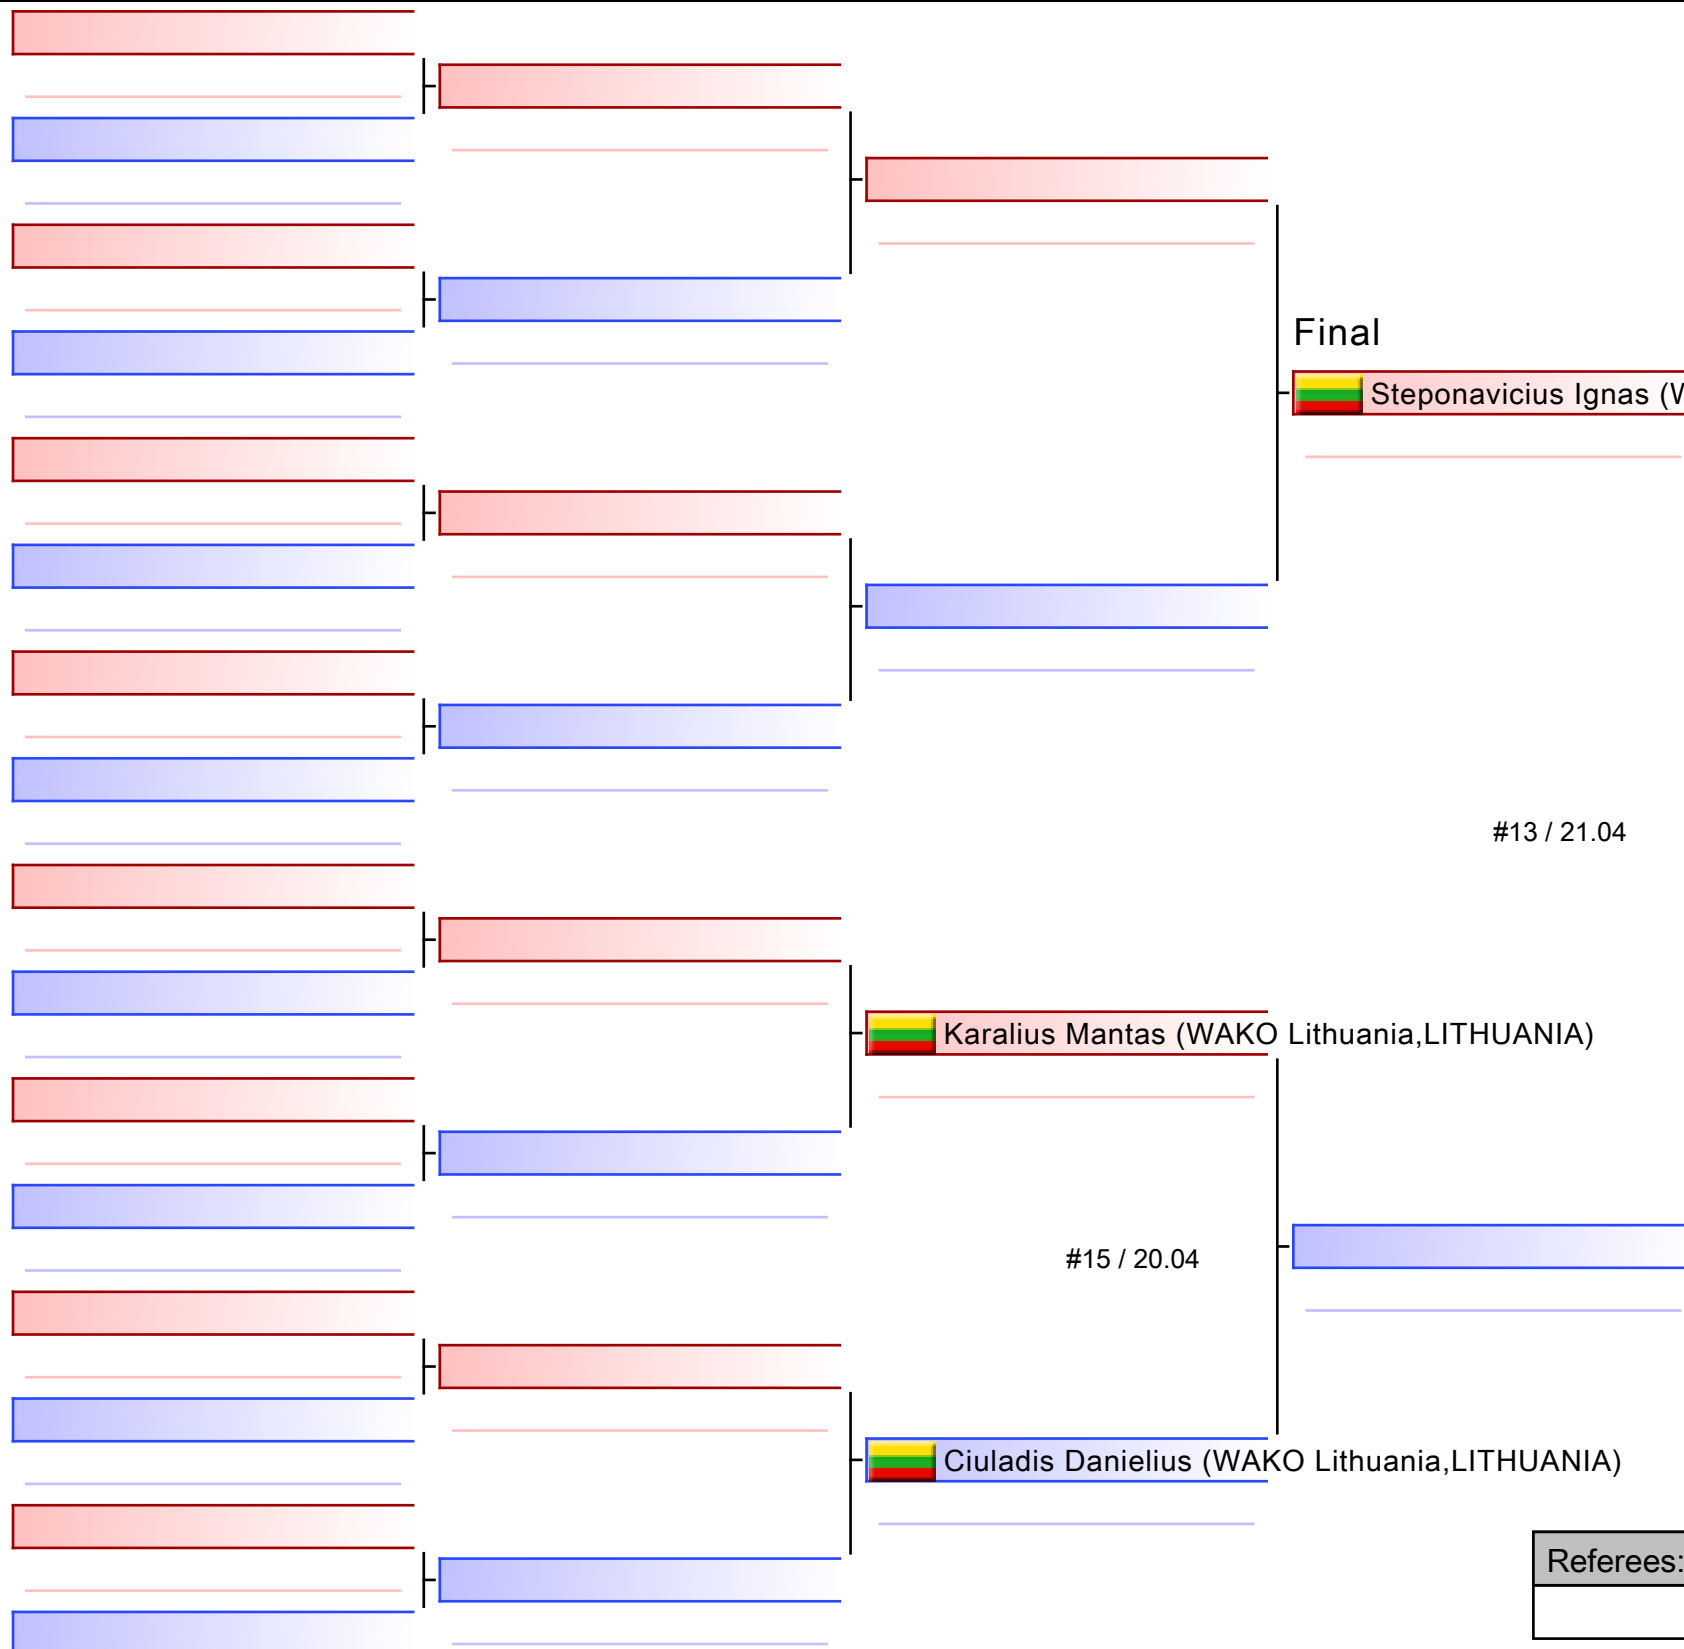 Final
Steponavicius Ignas (W
#13 / 21.04
Karalius Mantas (WAKO Lithuania,LITHUANIA)
#15 / 20.04
Ciuladis Danielius (WAKO Lithuania,LITHUANIA)
Referees: